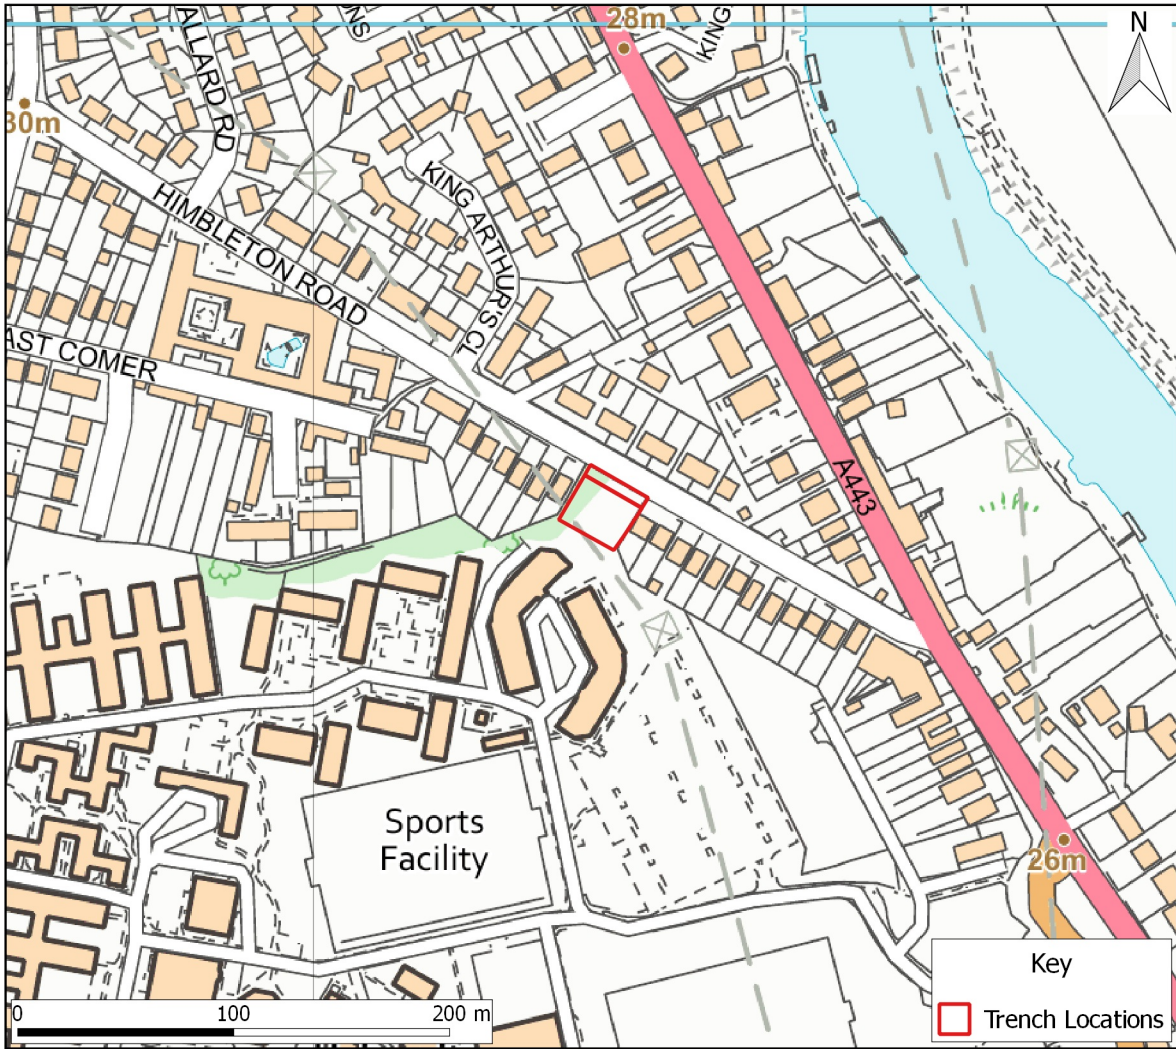 28m
N
30m
ALLARD RD
KING
HIMBLETON ROAD
KING ARTHUR'S CL
AST COMER
A443
Sports
Facility
26m
Key
Trench Locations
0 100 200 m